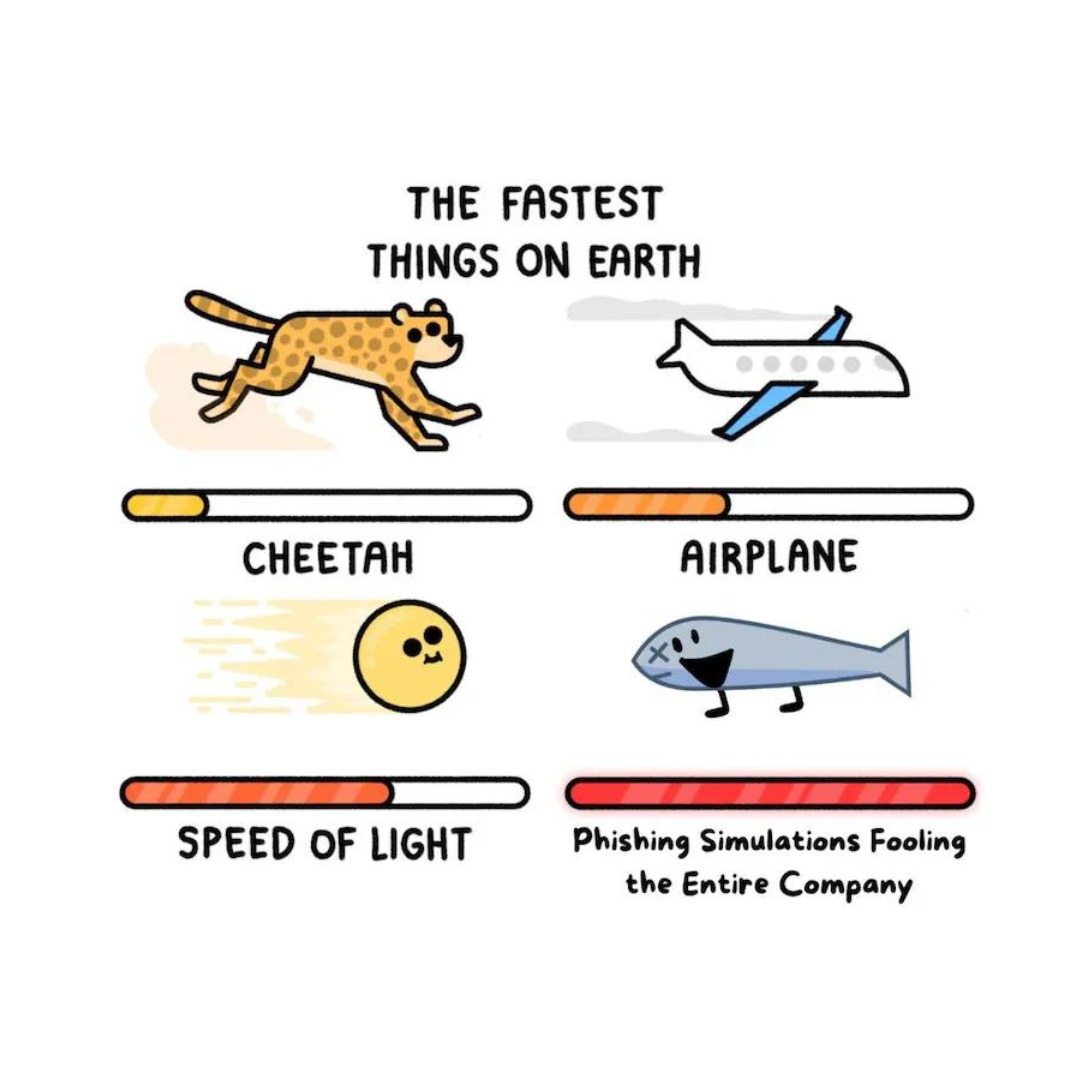 THE FASTEST
THINGS ON EARTH
CHEETAH
AIRPLANE
SPEED OF LIGHT
Phishing Simulations Fooling
the Entire Company